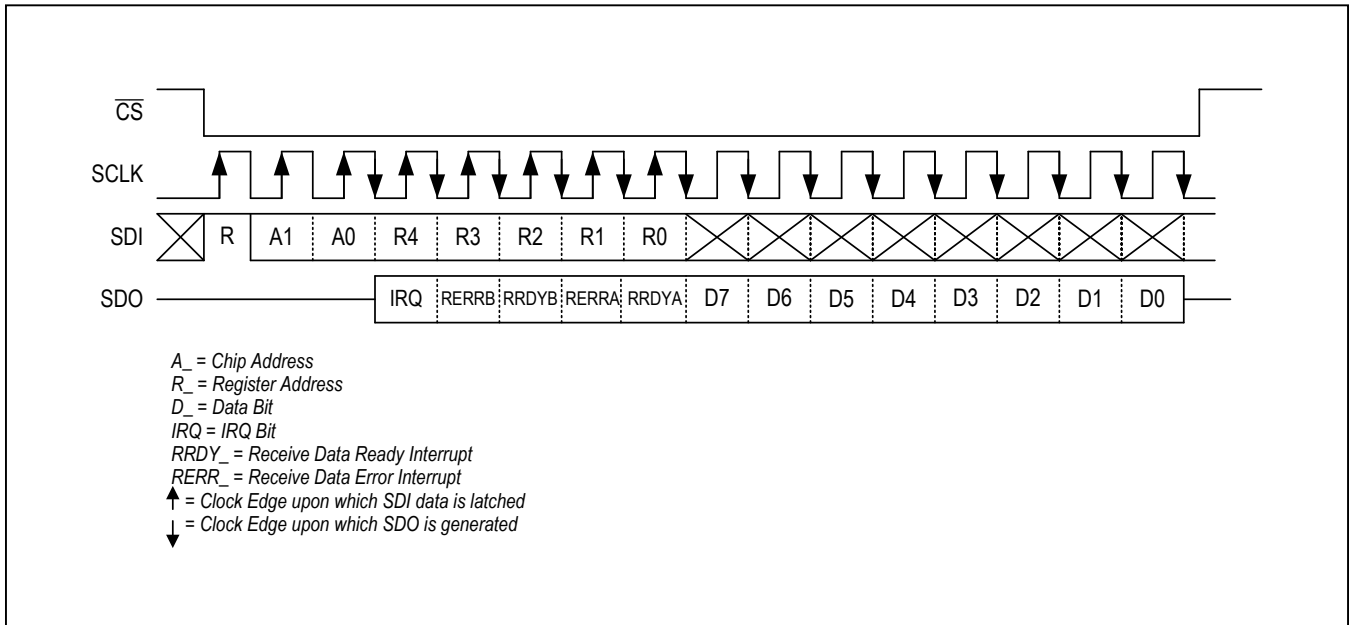 CS
SCLK
SDI R A1 A0 R4 R3 R2 R1 R0
SDO IRQ RERRB RRDYB RERRA RRDYA D7 D6 D5 D4 D3 D2 D1 D0
A_ = Chip Address
R_ = Register Address
D_ = Data Bit
IRQ = IRQ Bit
RRDY_ = Receive Data Ready Interrupt
RERR_ = Receive Data Error Interrupt
= Clock Edge upon which SDI data is latched
= Clock Edge upon which SDO is generated